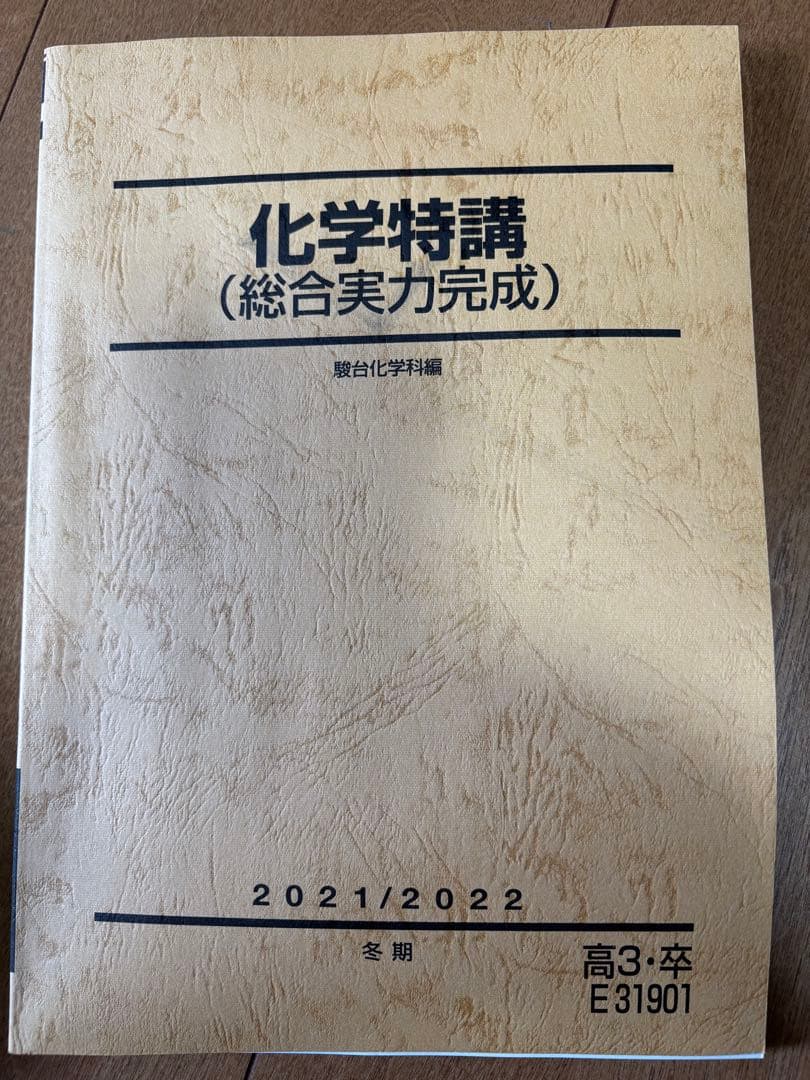 化学特講
(総合実力完成)
駿台化学科編
2021/2022
冬期
高3・卒
E31901